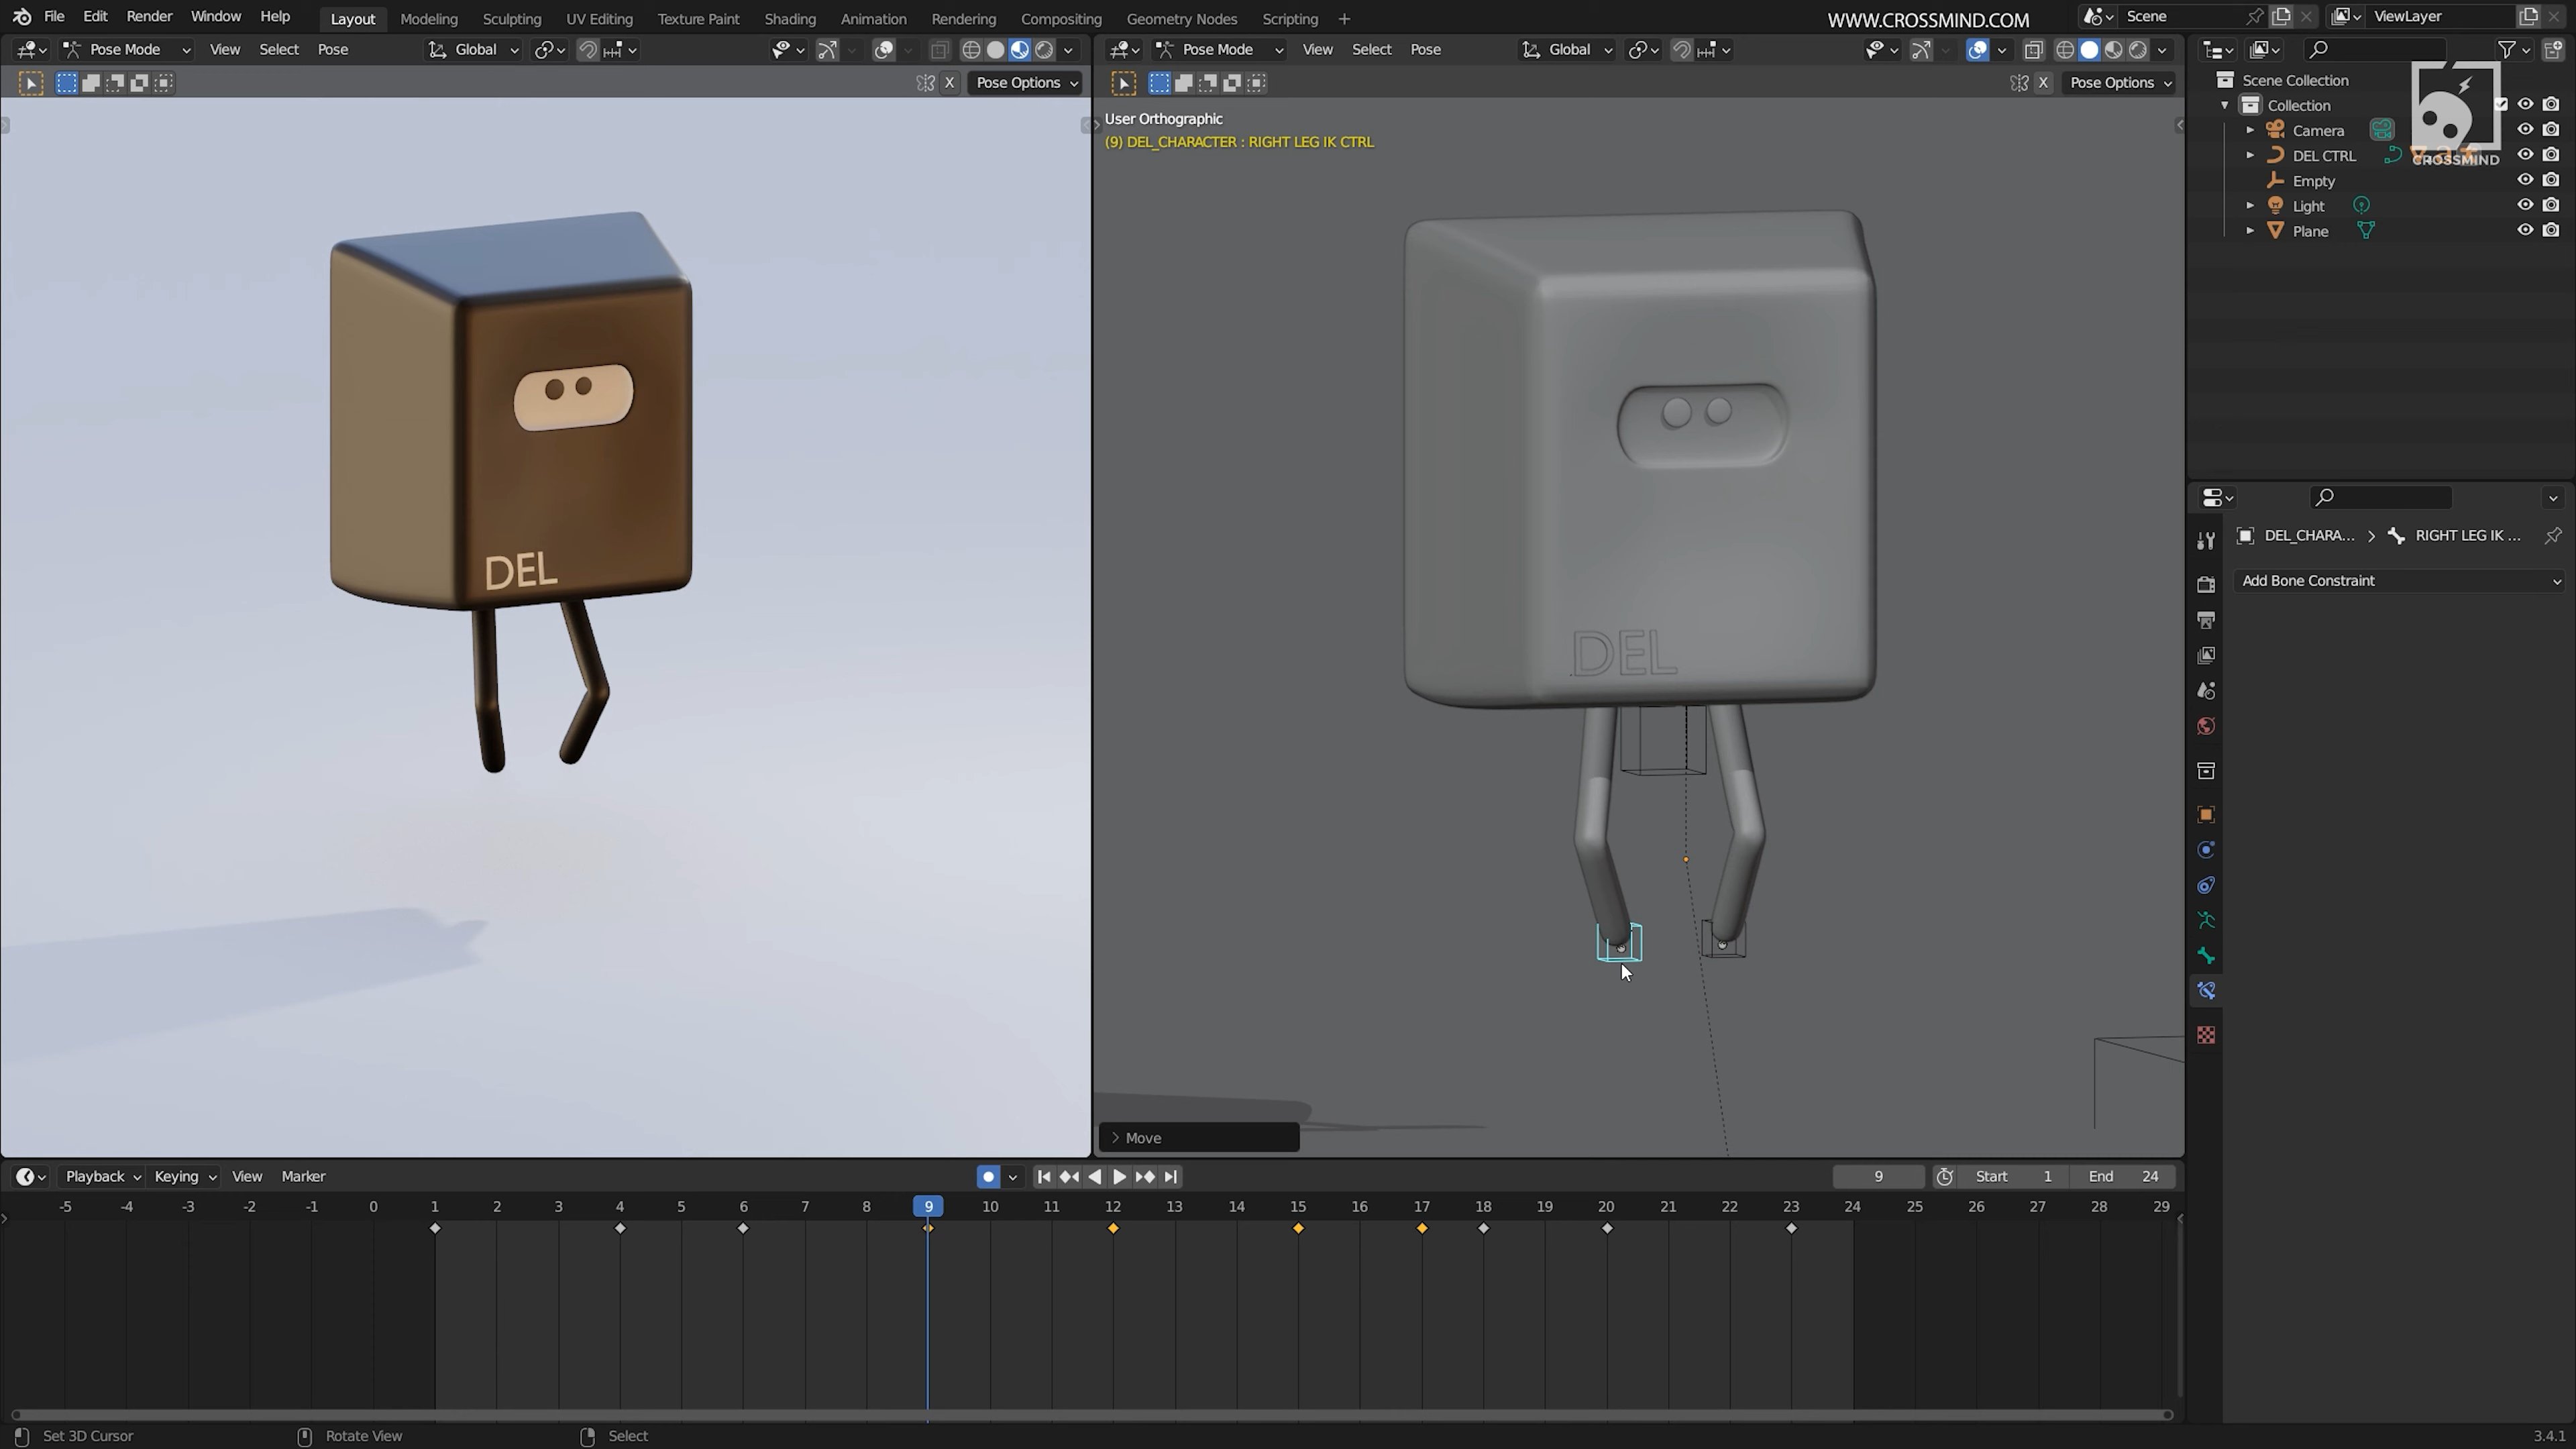 File Edit Render Window Help
Layout Modeling Sculpting UV Editing Texture Paint Shading Animation Rendering Compositing Geometry Nodes Scripting +
WWW.CROSSMIND.COM
Scene
ViewLayer
Pose Mode View Select Pose Global
Pose Mode View Select Pose Global
X Pose Options
X Pose Options
User Orthographic
(9) DEL_CHARACTER : RIGHT LEG IK CTRL
DEL
DEL
Move
Scene Collection
Collection
Camera
DEL CTRL
Empty
Light
Plane
CROSSMIND
DEL_CHARA... RIGHT LEG IK ...
Add Bone Constraint
Playback Keying View Marker
9 Start 1 End 24
-5 -4 -3 -2 -1 0 1 2 3 4 5 6 7 8 9 10 11 12 13 14 15 16 17 18 19 20 21 22 23 24 25 26 27 28 29
Set 3D Cursor Rotate View Select
3.4.1